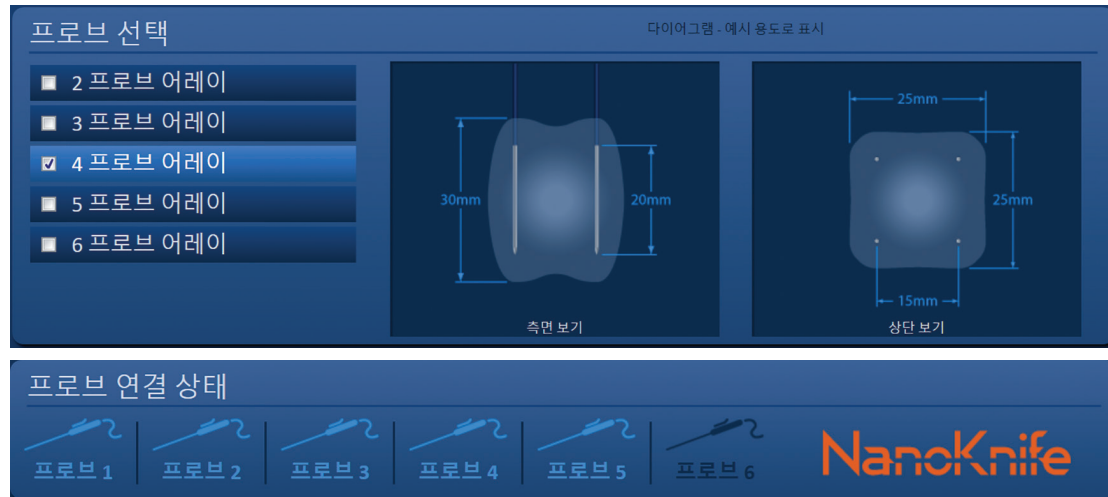 프로브 선택
다이어그램 - 예시 용도로 표시
2 프로브 어레이
3 프로브 어레이
4 프로브 어레이
5 프로브 어레이
6 프로브 어레이
30mm
20mm
측면 보기
25mm
25mm
15mm
상단 보기
프로브 연결 상태
프로브 1
프로브 2
프로브 3
프로브 4
프로브 5
프로브 6
NanoKnife